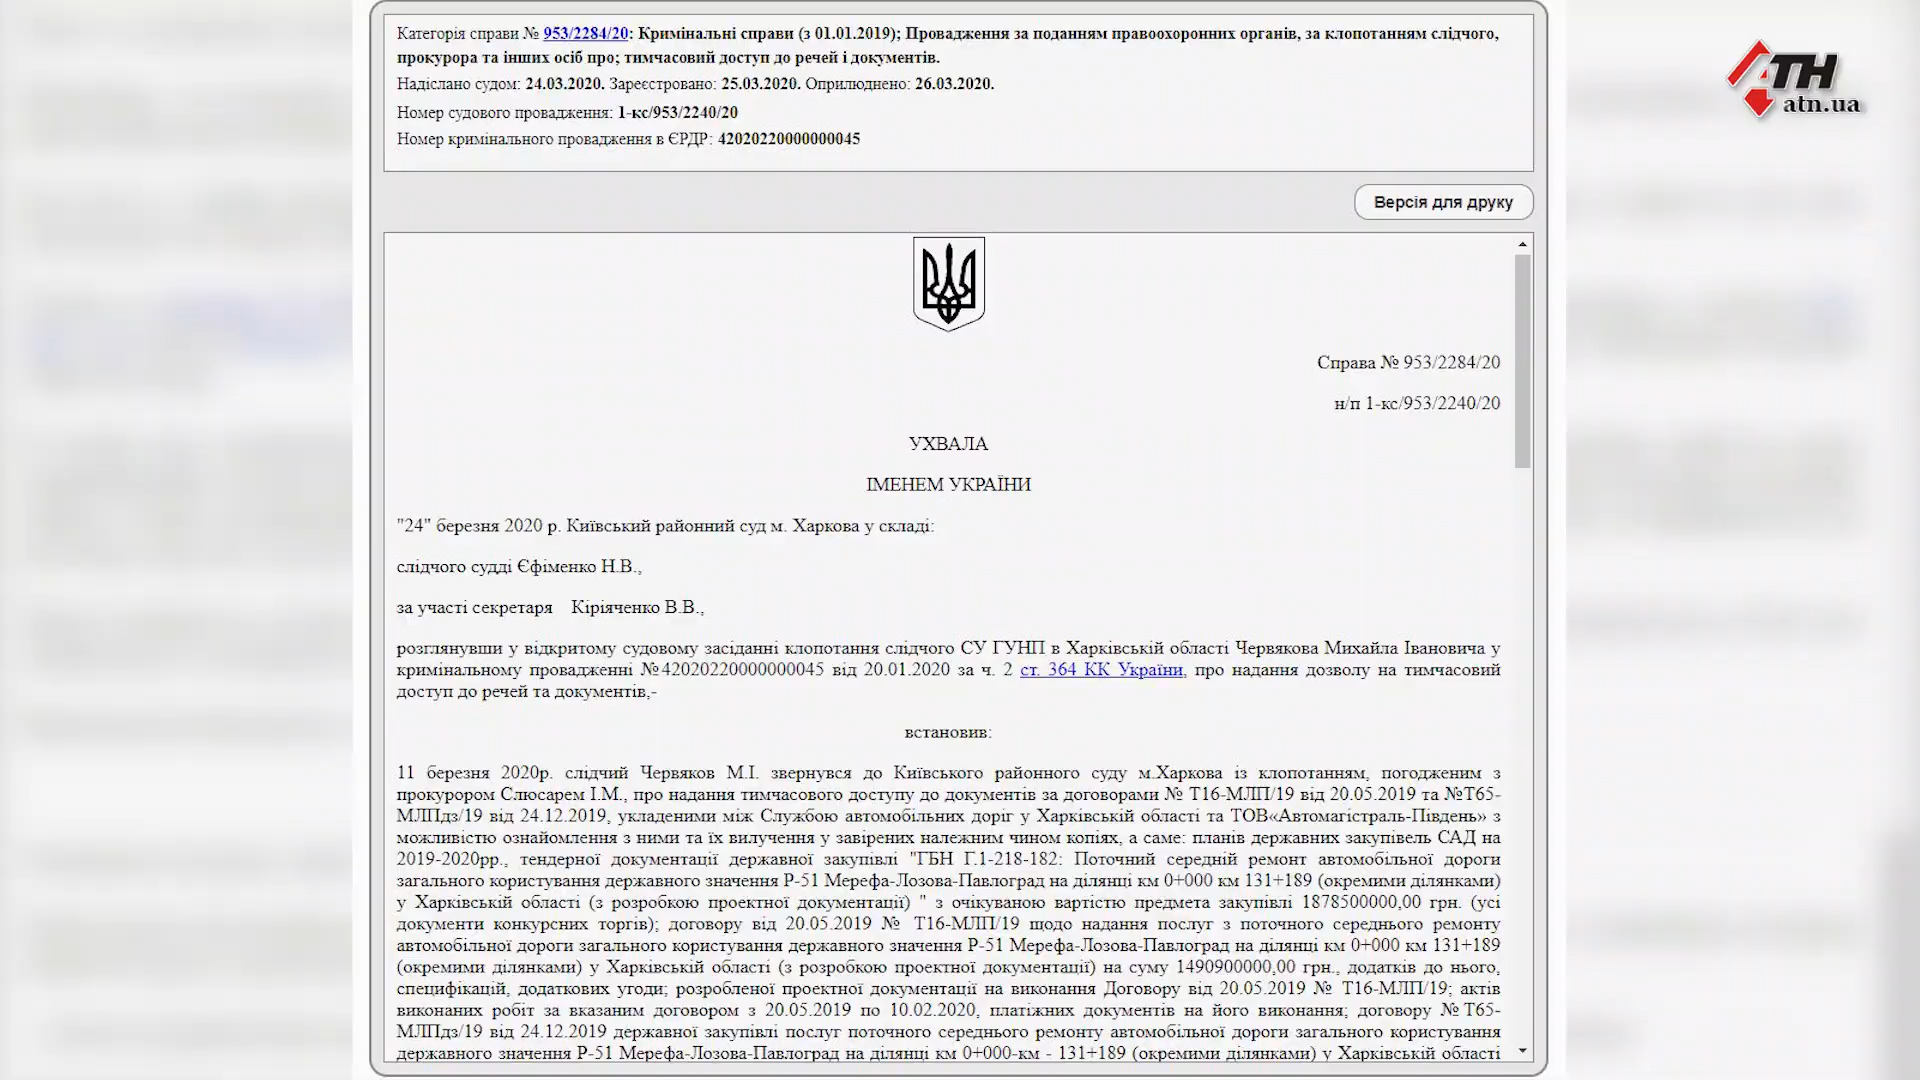 Категорія справи № 953/2284/20: Кримінальні справи (з 01.01.2019); Провадження за поданням правоохоронних органів, за клопотанням слідчого,
прокурора та інших осіб про; тимчасовий доступ до речей і документів.
Надіслано судом: 24.03.2020. Зареєстровано: 25.03.2020. Оприлюднено: 26.03.2020.
Номер судового провадження: 1-кс/953/2240/20
Номер кримінального провадження в ЄРДР: 42020220000000045
АТН
atn.ua
Версія для друку
Справа № 953/2284/20
н/п 1-кс/953/2240/20
УХВАЛА
ІМЕНЕМ УКРАЇНИ
"24" березня 2020 р. Київський районний суд м. Харкова у складі:
слідчого судді Єфіменко Н.В.,
за участі секретаря Кіріяченко В.В.,
розглянувши у відкритому судовому засіданні клопотання слідчого СУ ГУНП в Харківській області Червякова Михайла Івановича у
кримінальному провадженні №42020220000000045 від 20.01.2020 за ч. 2 ст. 364 КК України, про надання дозволу на тимчасовий
доступ до речей та документів,-
встановив:
11 березня 2020р. слідчий Червяков М.І. звернувся до Київського районного суду м.Харкова із клопотанням, погодженим з
прокурором Слюсарем І.М., про надання тимчасового доступу до документів за договорами № Т16-МЛП/19 від 20.05.2019 та №Т65-
МЛПдз/19 від 24.12.2019, укладеними між Службою автомобільних доріг у Харківській області та ТОВ«Автомагістраль-Південь» з
можливістю ознайомлення з ними та їх вилучення у завірених належним чином копіях, а саме: планів державних закупівель САД на
2019-2020рр., тендерної документації державної закупівлі "ГБН Г.1-218-182: Поточний середній ремонт автомобільної дороги
загального користування державного значення Р-51 Мерефа-Лозова-Павлоград на ділянці км 0+000 км 131+189 (окремими ділянками)
у Харківській області (з розробкою проектної документації) " з очікуваною вартістю предмета закупівлі 1878500000,00 грн. (усі
документи конкурсних торгів); договору від 20.05.2019 № Т16-МЛП/19 щодо надання послуг з поточного середнього ремонту
автомобільної дороги загального користування державного значення Р-51 Мерефа-Лозова-Павлоград на ділянці км 0+000 км 131+189
(окремими ділянками) у Харківській області (з розробкою проектної документації) на суму 1490900000,00 грн., додатків до нього,
специфікацій, додаткових угоди; розробленої проектної документації на виконання Договору від 20.05.2019 № Т16-МЛП/19; актів
виконаних робіт за вказаним договором з 20.05.2019 по 10.02.2020, платіжних документів на його виконання; договору №Т65-
МЛПдз/19 від 24.12.2019 державної закупівлі послуг поточного середнього ремонту автомобільної дороги загального користування
державного значення Р-51 Мерефа-Лозова-Павлоград на ділянці км 0+000-км - 131+189 (окремими ділянками) у Харківській області